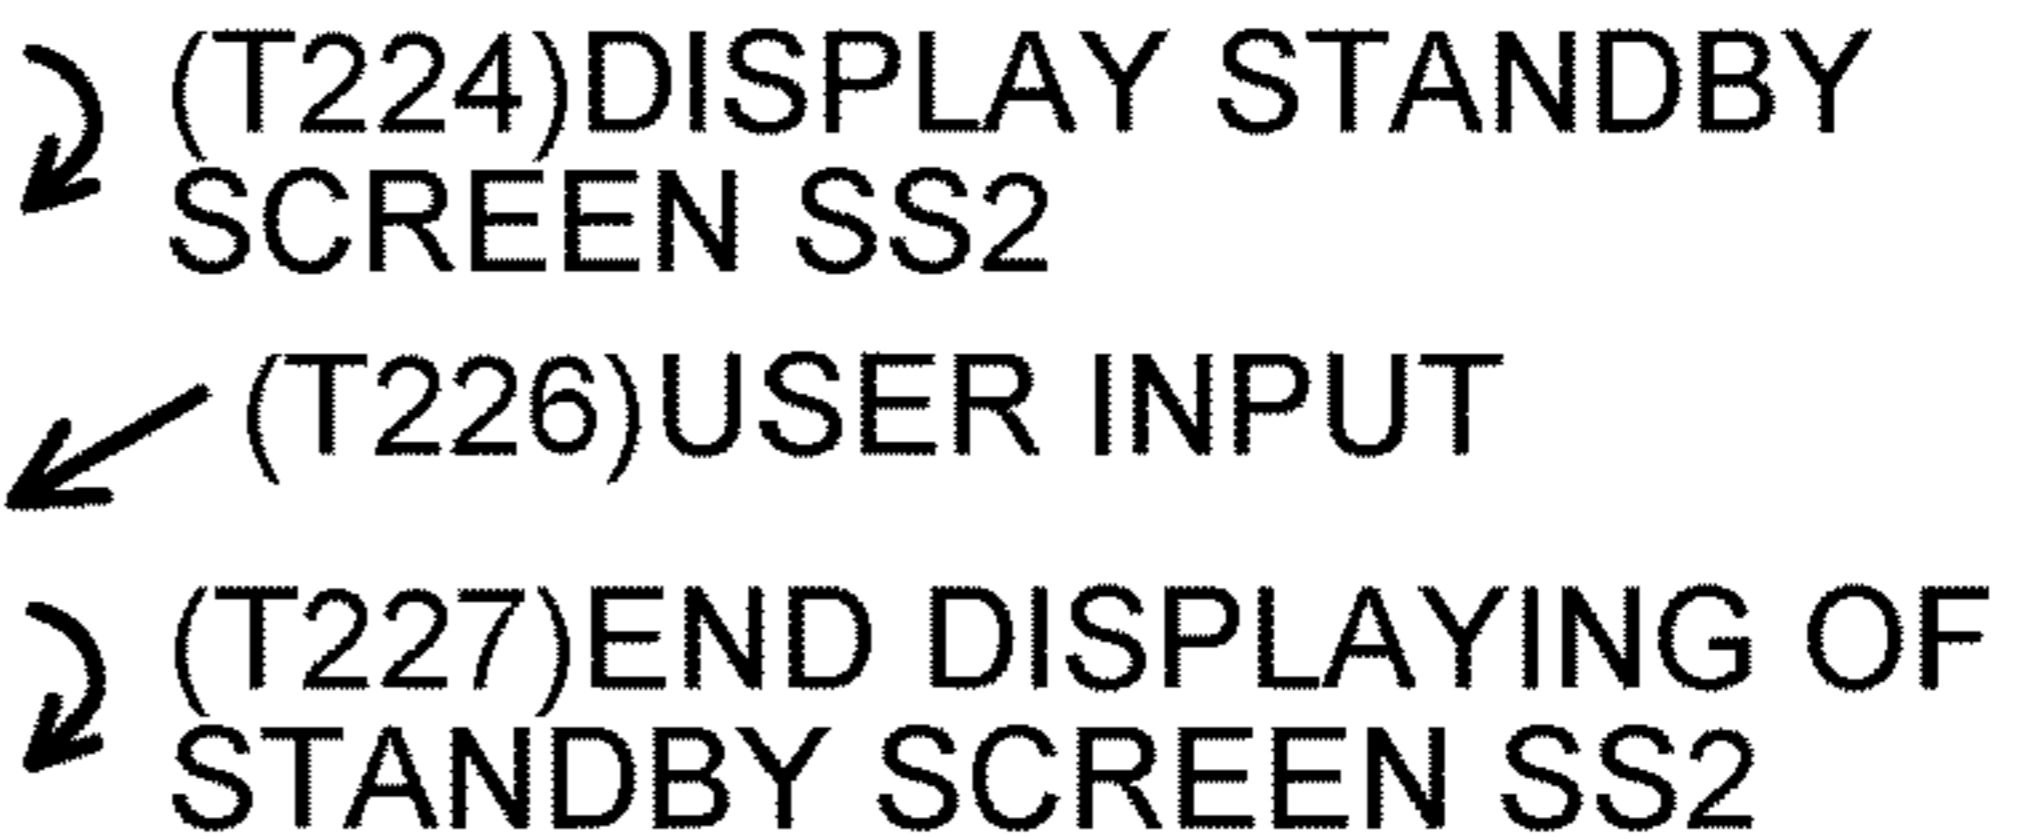 (T224)DISPLAY STANDBY
SCREEN SS2
(T226)USER INPUT
(T227)END DISPLAYING OF
STANDBY SCREEN SS2